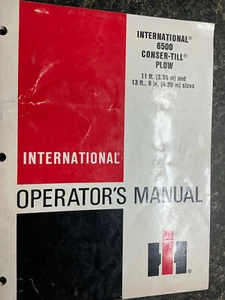 INTERNATIONAL®
6500
CONSER-TILL®
PLOW
11 ft. (3.35 m) and
13 ft., 9 in. (4.20 m) sizes
INTERNATIONAL®
OPERATOR'S MANUAL
IH
®